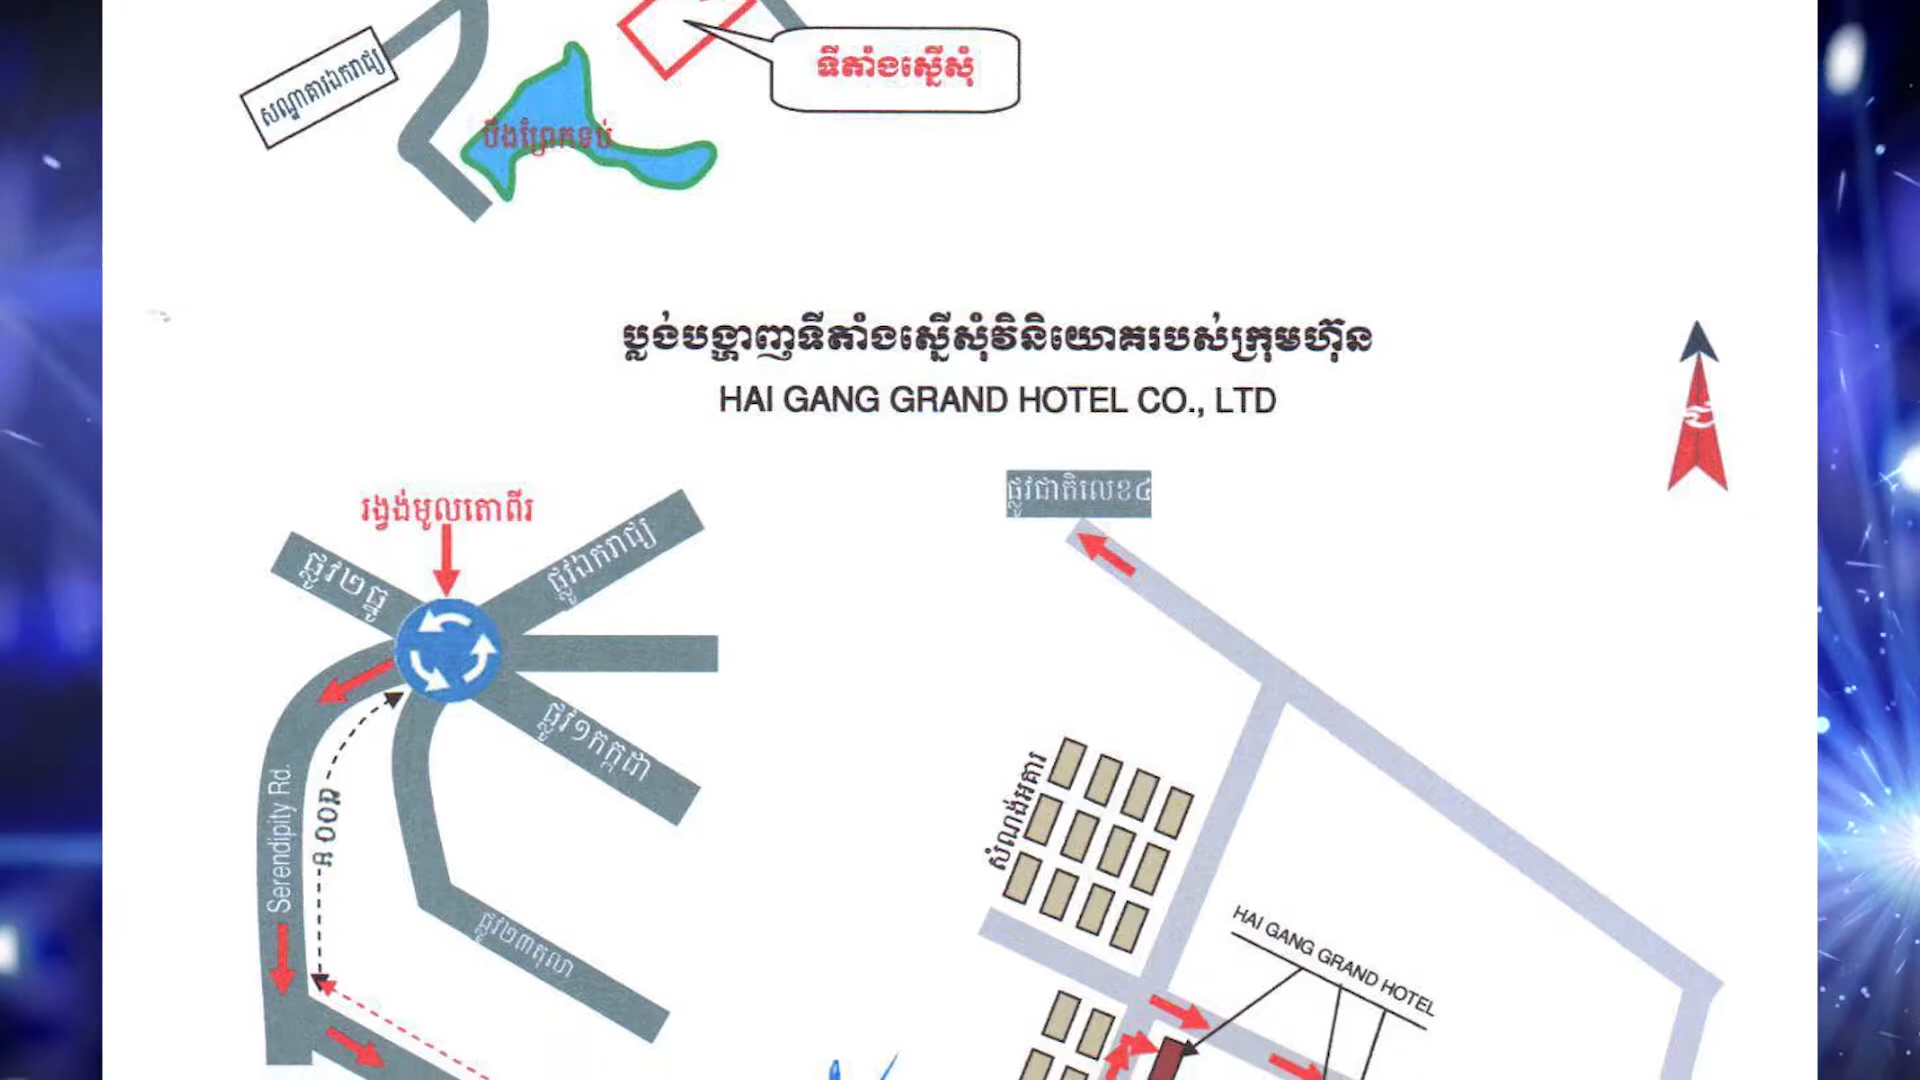 សណ្ឋាគារឯករាជ្យ
ទីតាំងស្នើសុំ
បឹងព្រែកទប់
ប្លង់បង្ហាញទីតាំងស្នើសុំវិនិយោគរបស់ក្រុមហ៊ុន
HAI GANG GRAND HOTEL CO., LTD
រង្វង់មូលតោពីរ
ផ្លូវជាតិលេខ៤
ផ្លូវ២ធ្នូ
ផ្លូវឯករាជ្យ
ផ្លូវ១កក្កដា
Serendipity Rd.
សំណង់អគារ
ផ្លូវ២៣តុលា
HAI GANG GRAND HOTEL